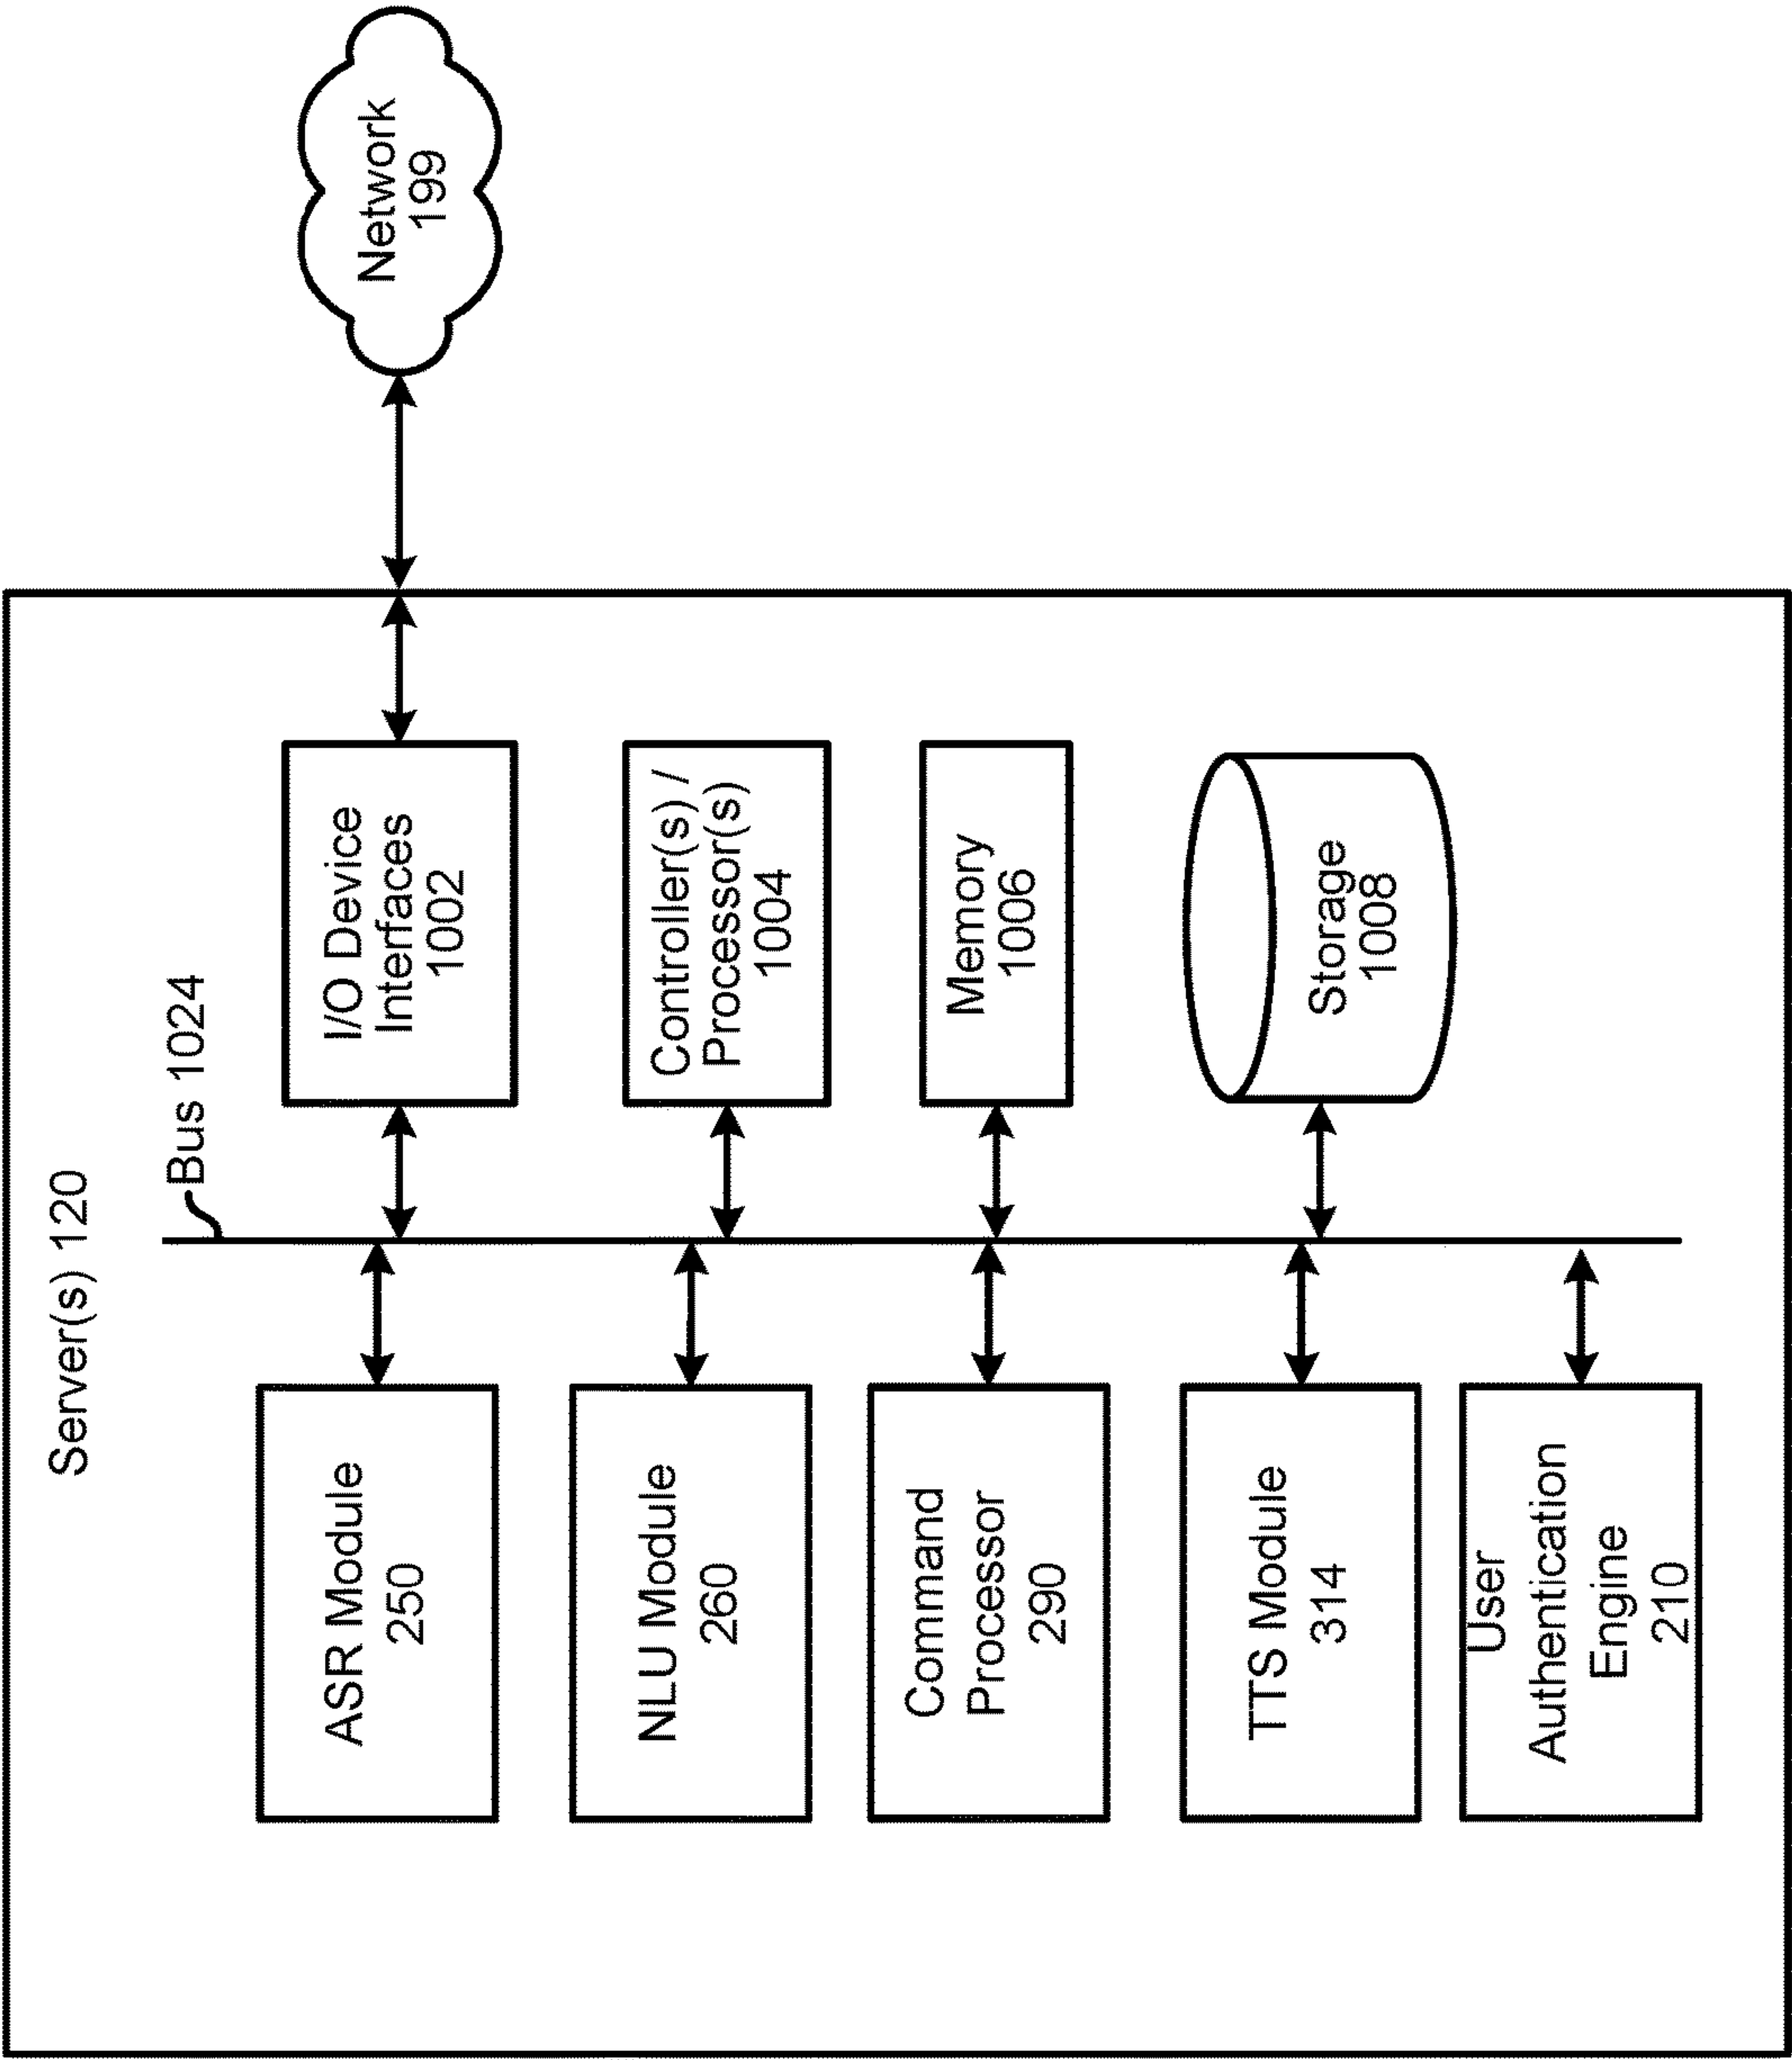 Server(s) 120
Bus 1024
ASR Module
250
NLU Module
260
Command
Processor
290
TTS Module
314
User
Authentication
Engine
210
I/O Device
Interfaces
1002
Controller(s) /
Processor(s)
1004
Memory
1006
Storage
1008
Network
199